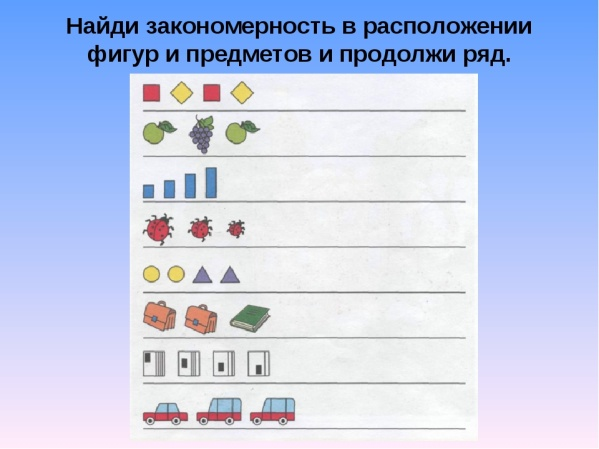 Найди закономерность в расположении
фигур и предметов и продолжи ряд.